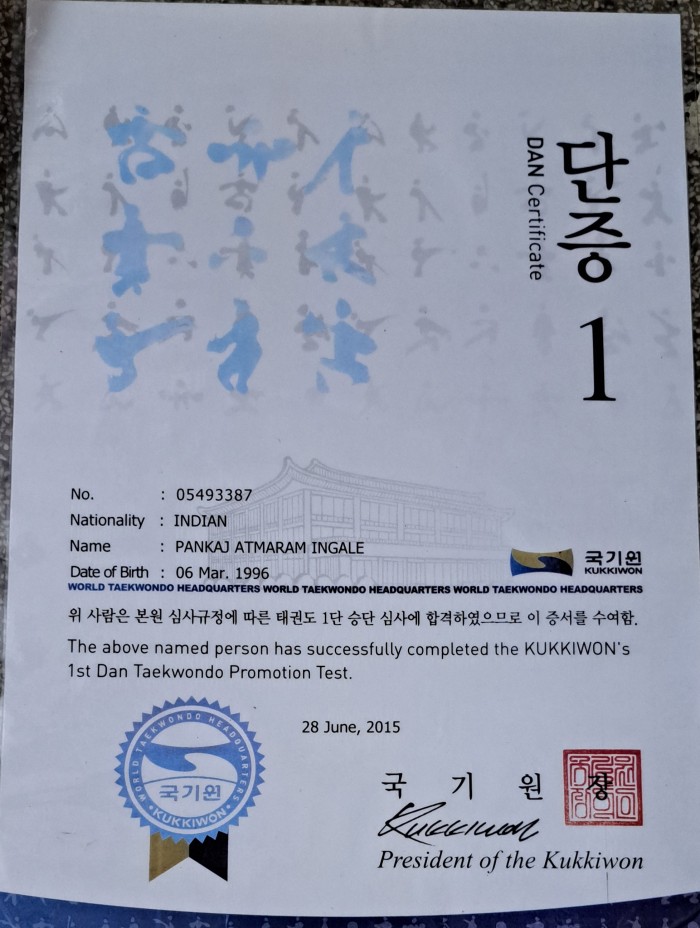 단증
DAN Certificate
1
No. : 05493387
Nationality : INDIAN
Name : PANKAJ ATMARAM INGALE
Date of Birth : 06 Mar. 1996
국기원
KUKKIWON
WORLD TAEKWONDO HEADQUARTERS WORLD TAEKWONDO HEADQUARTERS WORLD TAEKWONDO HEADQUARTERS
위 사람은 본원 심사규정에 따른 태권도 1단 승단 심사에 합격하였으므로 이 증서를 수여함.
The above named person has successfully completed the KUKKIWON's
1st Dan Taekwondo Promotion Test.
28 June, 2015
WORLD TAEKWONDO HEADQUARTERS
국기원
KUKKIWON
국 기 원 장
Kukkiwon
President of the Kukkiwon